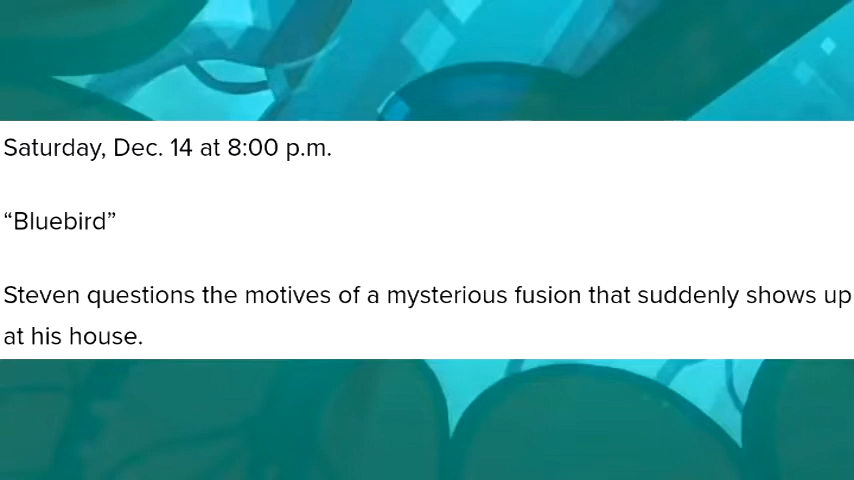 Saturday, Dec. 14 at 8:00 p.m.
“Bluebird”
Steven questions the motives of a mysterious fusion that suddenly shows up
at his house.